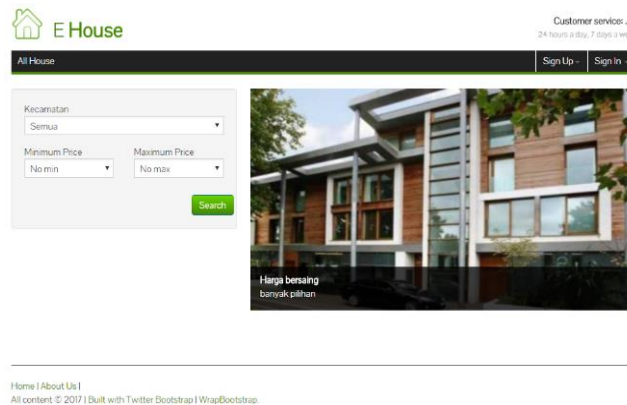 E House
Customer service:
24 hours a day, 7 days a we
All House
Sign Up
Sign In
Kecamatan
Semua
Minimum Price
Maximum Price
No min
No max
Search
Harga bersaing
banyak pilihan
Home | About Us |
All content © 2017 | Built with Twitter Bootstrap | WrapBootstrap.